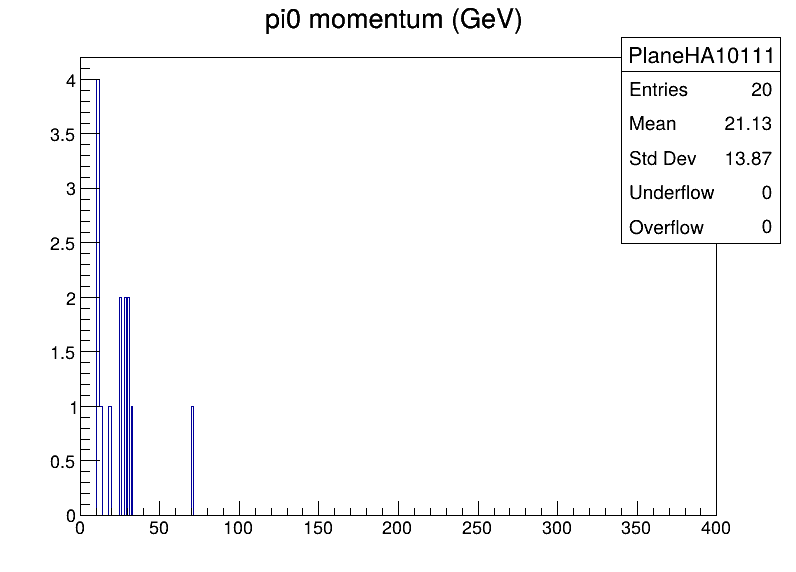 pi0 momentum (GeV)
PlaneHA10111
Entries 20
Mean 21.13
Std Dev 13.87
Underflow 0
Overflow 0
4
3.5
3
2.5
2
1.5
1
0.5
0
0 50 100 150 200 250 300 350 400